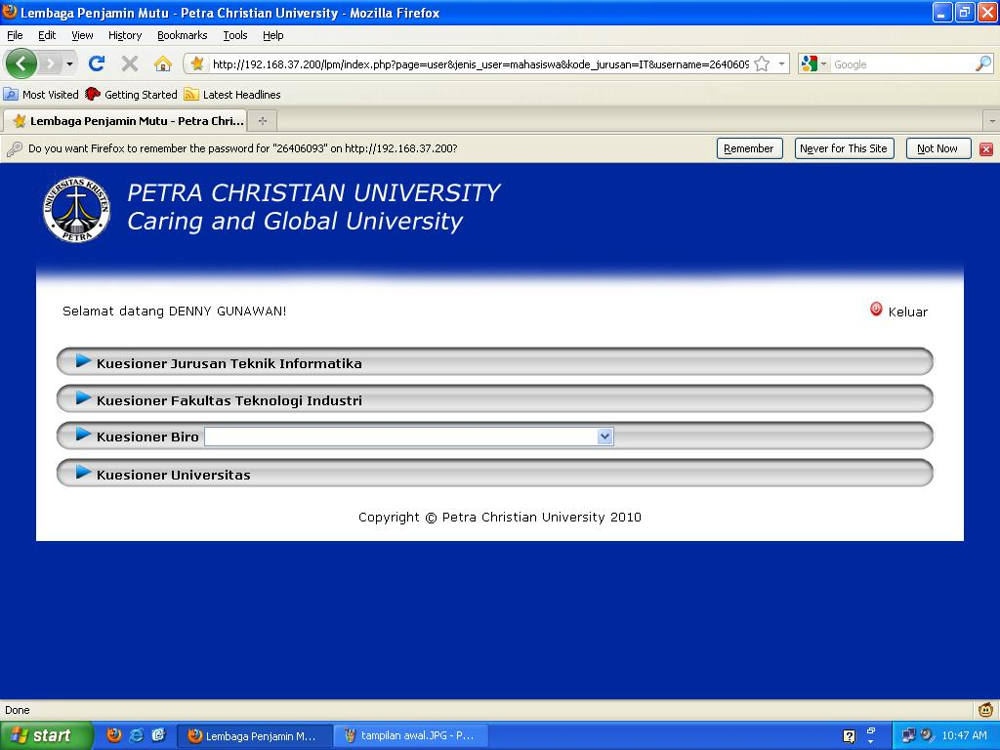 Lembaga Penjamin Mutu - Petra Christian University - Mozilla Firefox
File Edit View History Bookmarks Tools Help
http://192.168.37.200/lpm/index.php?page=user&jenis_user=mahasiswa&kode_jurusan=IT&username=2640609 Google
Most Visited Getting Started Latest Headlines
Lembaga Penjamin Mutu - Petra Chri...
Do you want Firefox to remember the password for "26406093" on http://192.168.37.200? Remember Never for This Site Not Now
UNIVERSITAS KRISTEN
PETRA
PETRA CHRISTIAN UNIVERSITY
Caring and Global University
Selamat datang DENNY GUNAWAN!
Keluar
Kuesioner Jurusan Teknik Informatika
Kuesioner Fakultas Teknologi Industri
Kuesioner Biro
Kuesioner Universitas
Copyright © Petra Christian University 2010
Done
start Lembaga Penjamin M... tampilan awal.JPG - P... 10:47 AM